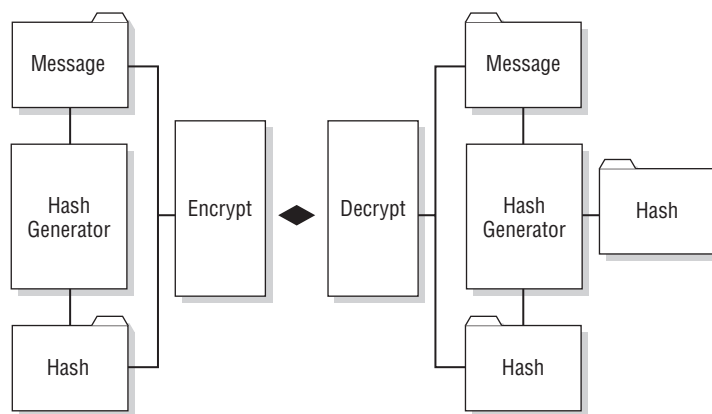 Message
Hash
Generator
Hash
Encrypt
Decrypt
Message
Hash
Generator
Hash
Hash